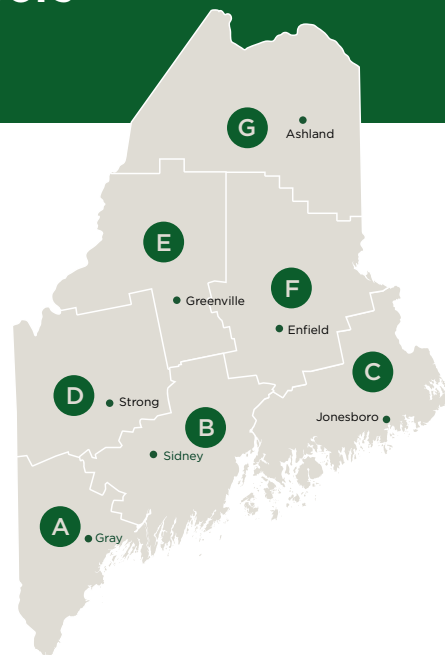 G
Ashland
E
Greenville
F
Enfield
C
D
Strong
Jonesboro
B
Sidney
A
Gray